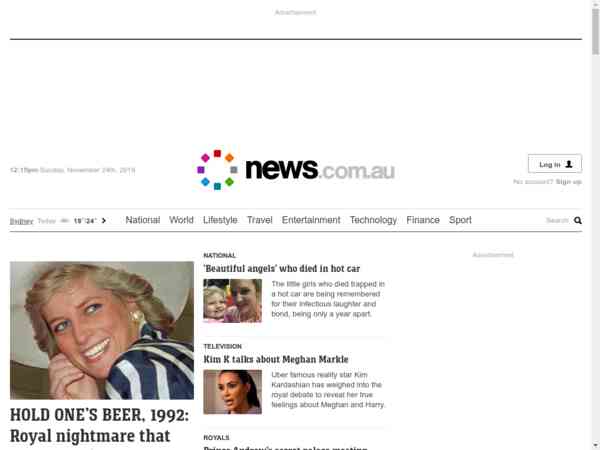 Advertisement
12:15pm Sunday, November 24th, 2019
news.com.au
Log in
No account? Sign up
Sydney Today 19°/24°
National World Lifestyle Travel Entertainment Technology Finance Sport
Search
NATIONAL
'Beautiful angels' who died in hot car
The little girls who died trapped in
a hot car are being remembered
for their infectious laughter and
bond, being only a year apart.
Advertisement
TELEVISION
Kim K talks about Meghan Markle
Uber famous reality star Kim
Kardashian has weighed into the
royal debate to reveal her true
feelings about Meghan and Harry.
HOLD ONE'S BEER, 1992:
Royal nightmare that
ROYALS
Prince Andrew's secret palace meeting